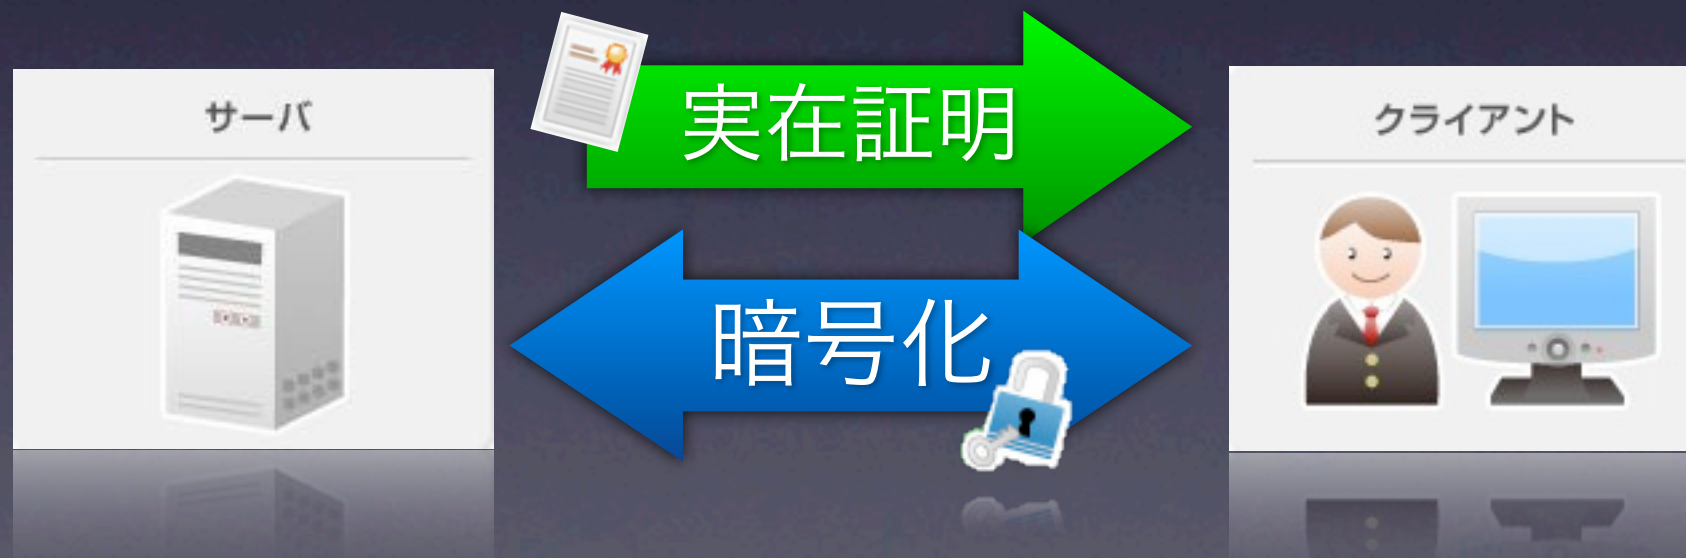 サーバ
実在証明
クライアント
暗号化